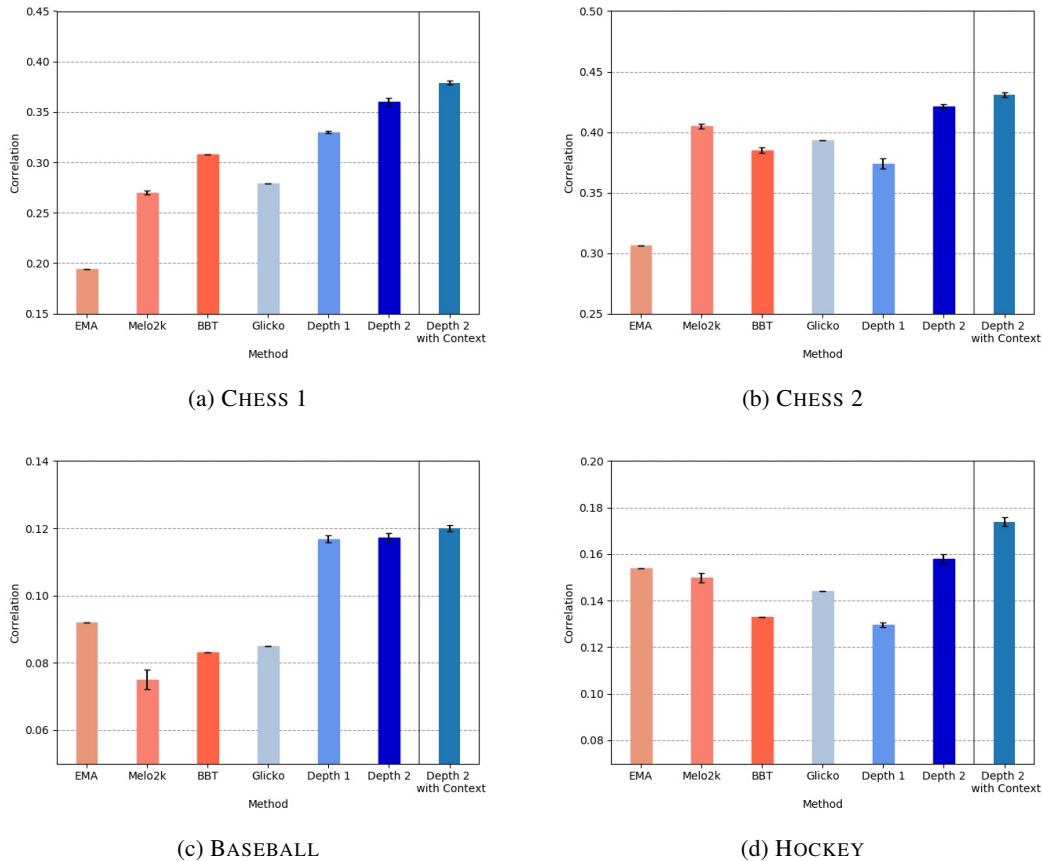 0.45
0.40
0.35
0.30
0.25
0.20
0.15
Correlation
EMA Melo2k BBT Glicko Depth 1 Depth 2 Depth 2
with Context
Method
(a) CHESS 1
0.50
0.45
0.40
0.35
0.30
0.25
Correlation
EMA Melo2k BBT Glicko Depth 1 Depth 2 Depth 2
with Context
Method
(b) CHESS 2
0.14
0.12
0.10
0.08
0.06
Correlation
EMA Melo2k BBT Glicko Depth 1 Depth 2 Depth 2
with Context
Method
(c) BASEBALL
0.20
0.18
0.16
0.14
0.12
0.10
0.08
Correlation
EMA Melo2k BBT Glicko Depth 1 Depth 2 Depth 2
with Context
Method
(d) HOCKEY